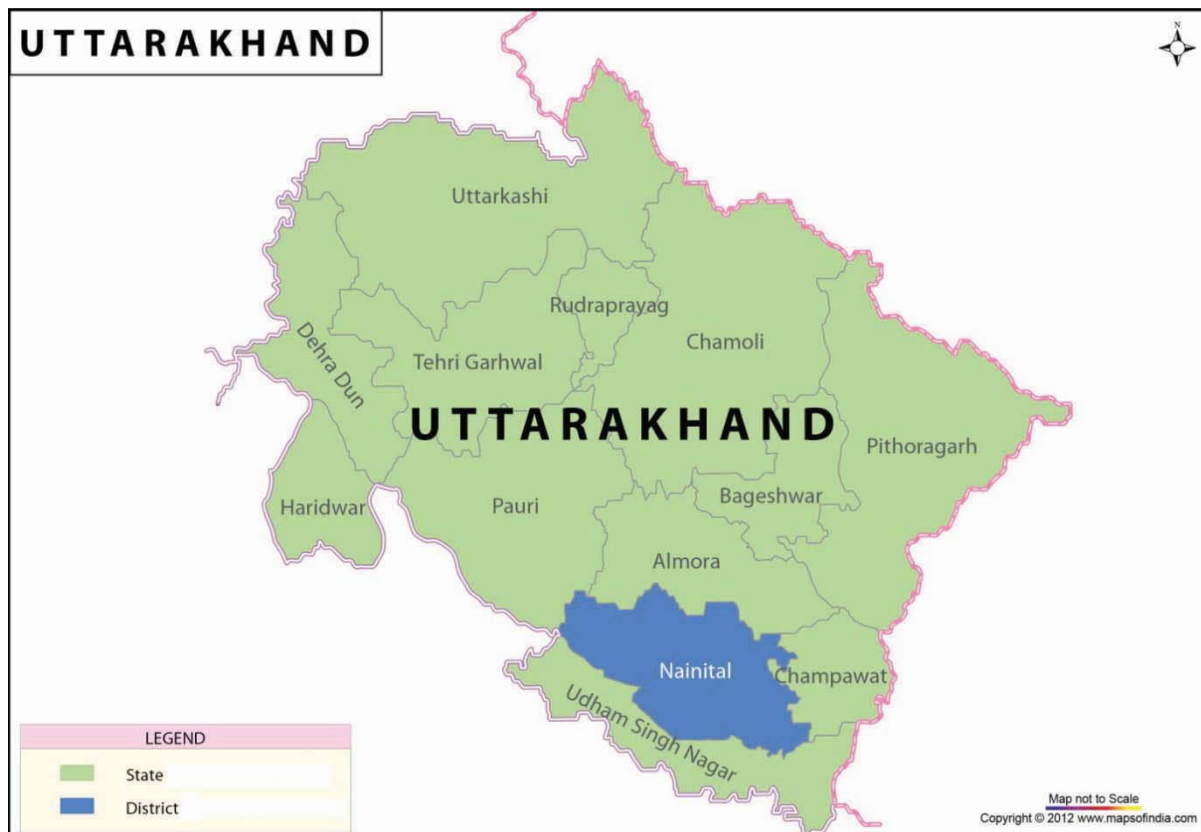 UTTARAKHAND
N
Uttarkashi
Rudraprayag
Chamoli
Dehra Dun
Tehri Garhwal
UTTARAKHAND
Pithoragarh
Haridwar
Pauri
Bageshwar
Almora
Nainital
Champawat
Udham Singh Nagar
LEGEND
State
District
Map not to Scale
Copyright © 2012 www.mapsofindia.com